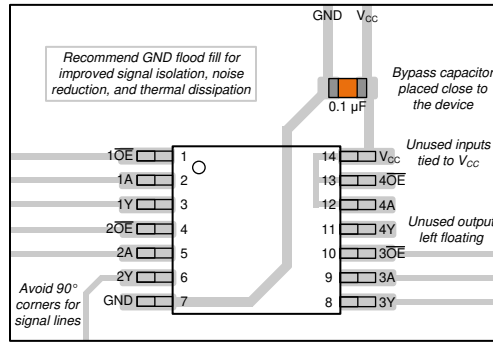 GND VCC
Recommend GND flood fill for
improved signal isolation, noise
reduction, and thermal dissipation
Bypass capacitor
placed close to
the device
0.1 μF
Unused inputs
tied to VCC
1OE 1 14 VCC
1A 2 13 4OE
1Y 3 12 4A
2OE 4 11 4Y
Unused output
left floating
2A 5 10 3OE
2Y 6 9 3A
GND 7 8 3Y
Avoid 90°
corners for
signal lines